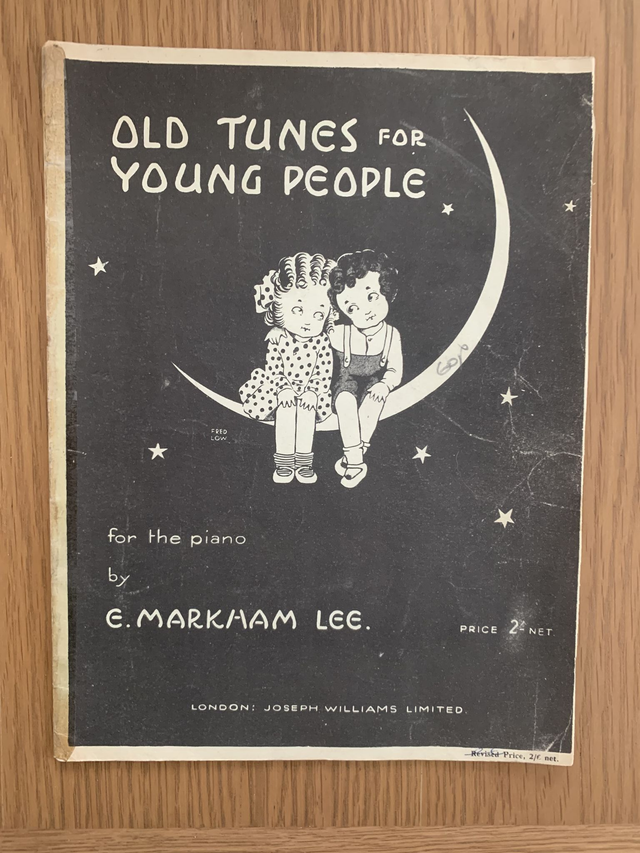 OLD TUNES FOR
YOUNG PEOPLE
60p
FRED
LOW
for the piano
by
E. MARKHAM LEE.
PRICE 2/- NET
LONDON: JOSEPH WILLIAMS LIMITED.
Revised Price, 2/6 net.